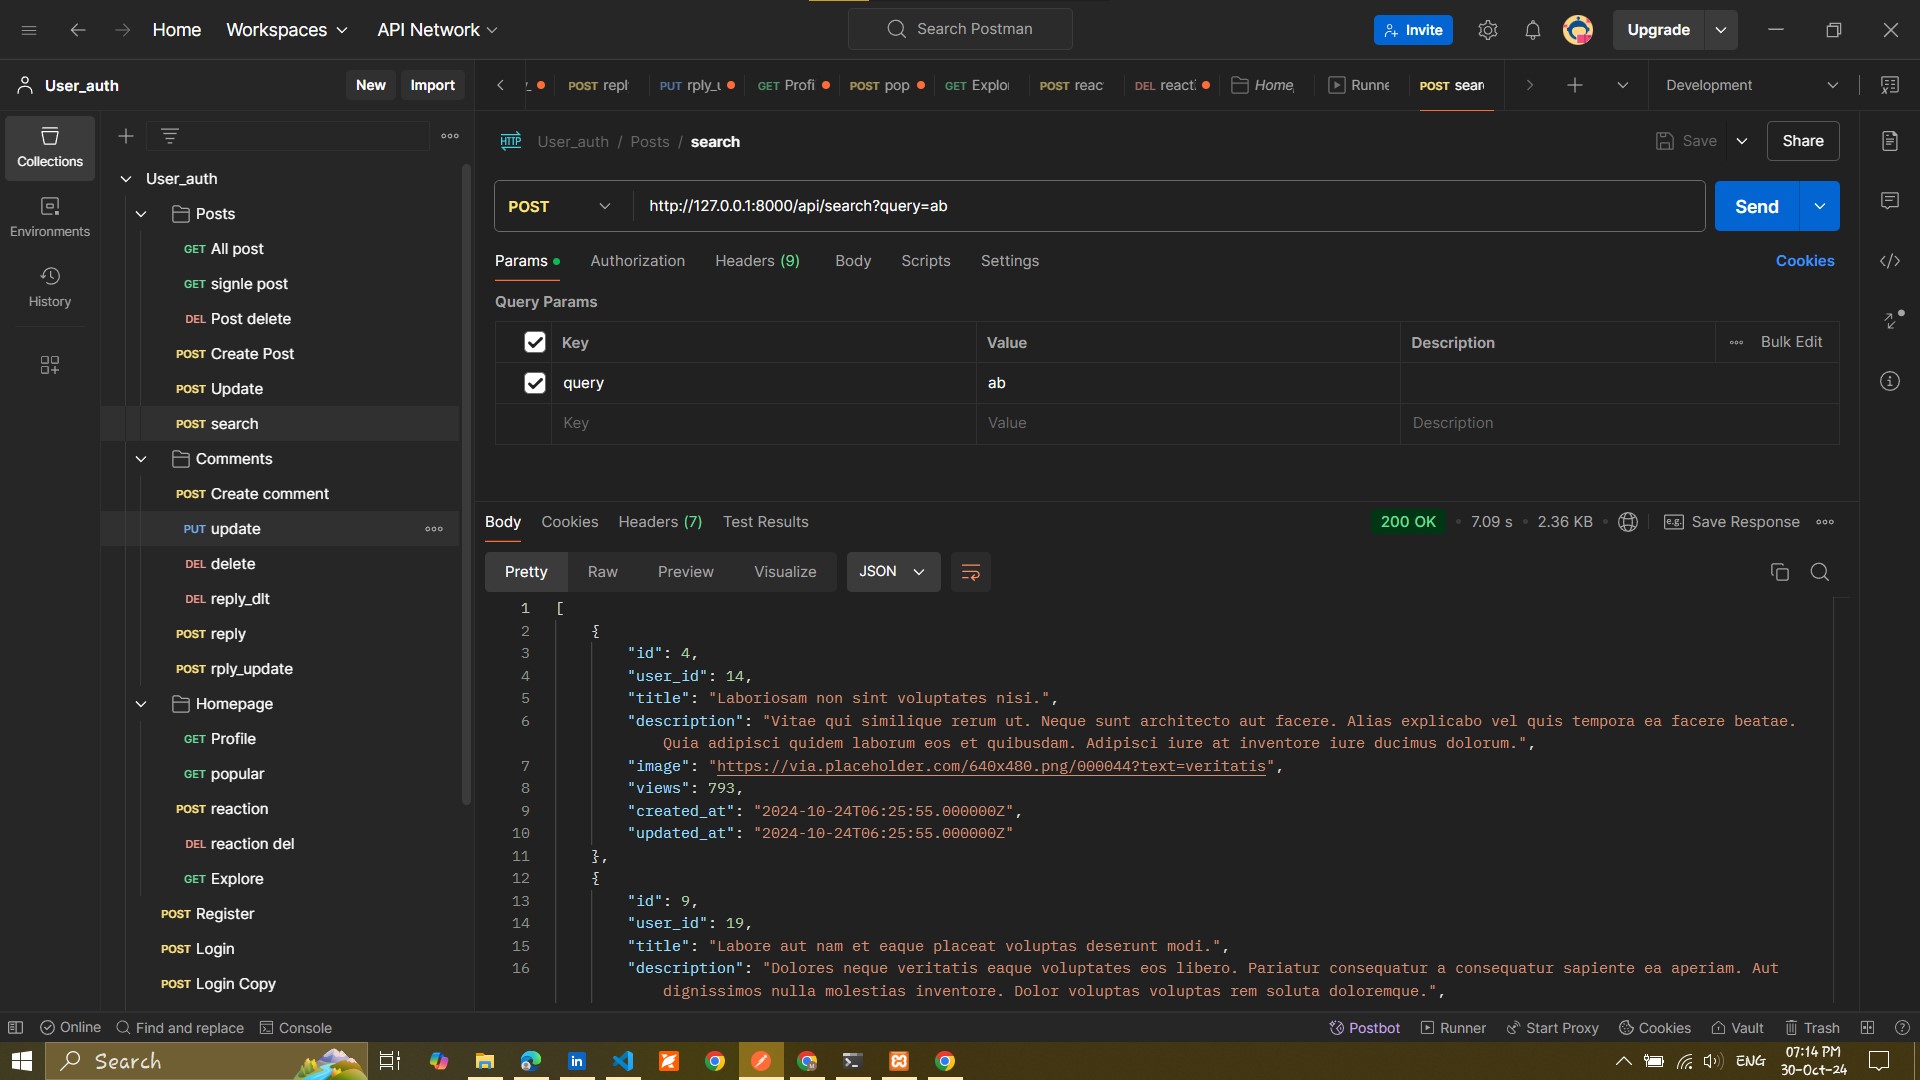 Home Workspaces API Network Search Postman Invite Upgrade
User_auth New Import POST repl PUT rply_u GET Profi POST pop GET Explo POST reac DEL react Home Runne POST sear Development
Collections
Environments
History
User_auth
Posts
GET All post
GET signle post
DEL Post delete
POST Create Post
POST Update
POST search
Comments
POST Create comment
PUT update
DEL delete
DEL reply_dlt
POST reply
POST rply_update
Homepage
GET Profile
GET popular
POST reaction
DEL reaction del
GET Explore
POST Register
POST Login
POST Login Copy
HTTP User_auth / Posts / search Save Share
POST http://127.0.0.1:8000/api/search?query=ab Send
Params Authorization Headers (9) Body Scripts Settings Cookies
Query Params
Key Value Description Bulk Edit
query ab
Key Value Description
Body Cookies Headers (7) Test Results 200 OK 7.09 s 2.36 KB e.g. Save Response
Pretty Raw Preview Visualize JSON
1 [
2 {
3 "id": 4,
4 "user_id": 14,
5 "title": "Laboriosam non sint voluptates nisi.",
6 "description": "Vitae qui similique rerum ut. Neque sunt architecto aut facere. Alias explicabo vel quis tempora ea facere beatae.
Quia adipisci quidem laborum eos et quibusdam. Adipisci iure at inventore iure ducimus dolorum.",
7 "image": "https://via.placeholder.com/640x480.png/000044?text=veritatis",
8 "views": 793,
9 "created_at": "2024-10-24T06:25:55.000000Z",
10 "updated_at": "2024-10-24T06:25:55.000000Z"
11 },
12 {
13 "id": 9,
14 "user_id": 19,
15 "title": "Labore aut nam et eaque placeat voluptas deserunt modi.",
16 "description": "Dolores neque veritatis eaque voluptates eos libero. Pariatur consequatur a consequatur sapiente ea aperiam. Aut
dignissimos nulla molestias inventore. Dolor voluptas voluptas rem soluta doloremque.",
Online Find and replace Console Postbot Runner Start Proxy Cookies Vault Trash
Search ENG 07:14 PM
30-Oct-24